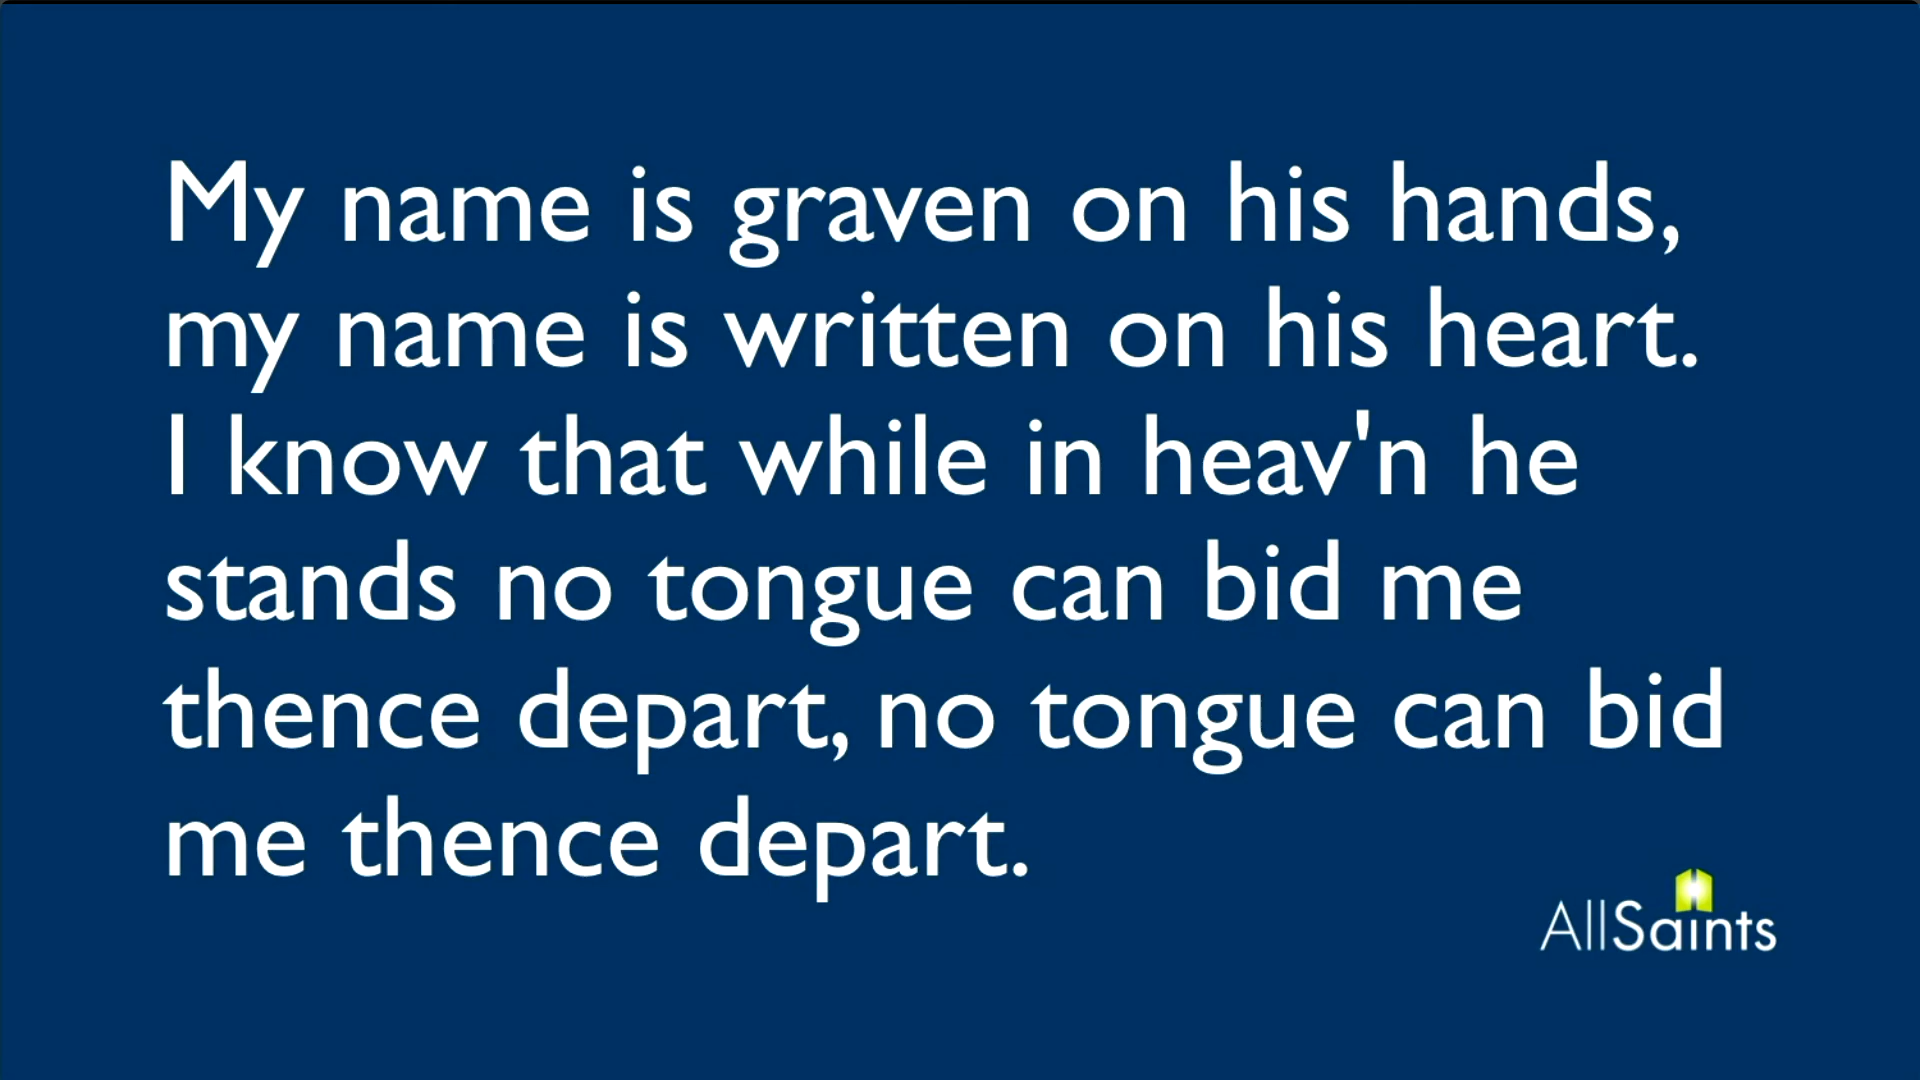 My name is graven on his hands,
my name is written on his heart.
I know that while in heav'n he
stands no tongue can bid me
thence depart, no tongue can bid
me thence depart.
AllSaints